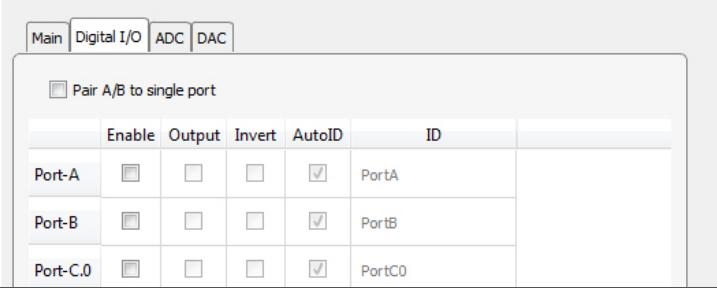 Main Digital I/O ADC DAC
Pair A/B to single port
Enable Output Invert AutoID ID
Port-A PortA
Port-B PortB
Port-C.0 PortC0